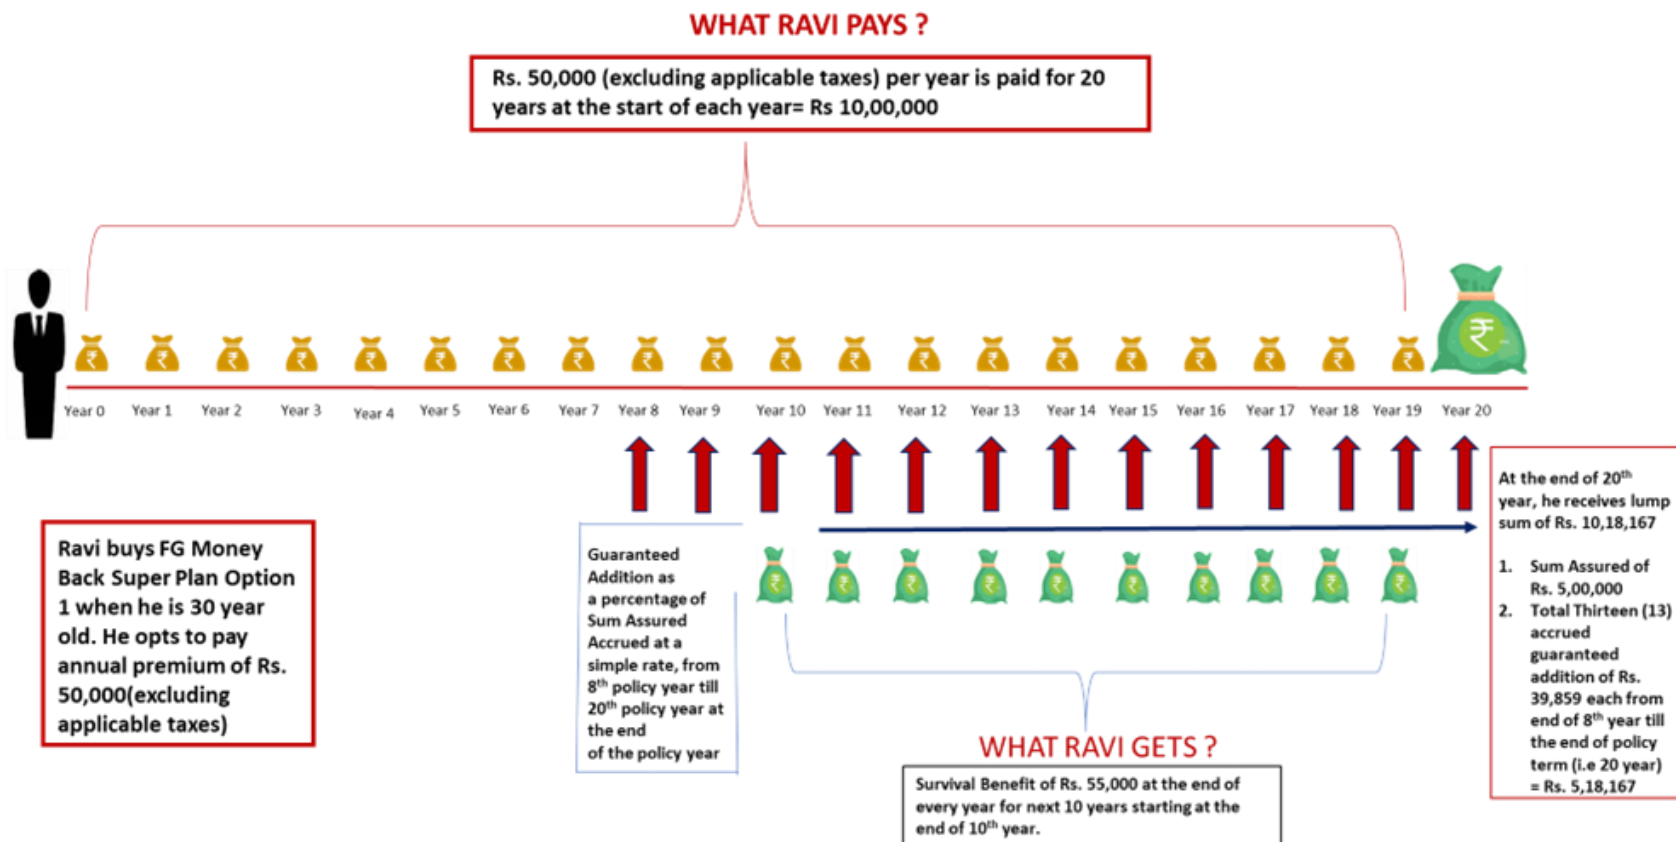 WHAT RAVI PAYS ?
Rs. 50,000 (excluding applicable taxes) per year is paid for 20
years at the start of each year= Rs 10,00,000
₹ ₹ ₹ ₹ ₹ ₹ ₹ ₹ ₹ ₹ ₹ ₹ ₹ ₹ ₹ ₹ ₹ ₹ ₹ ₹ ₹
Year 0 Year 1 Year 2 Year 3 Year 4 Year 5 Year 6 Year 7 Year 8 Year 9 Year 10 Year 11 Year 12 Year 13 Year 14 Year 15 Year 16 Year 17 Year 18 Year 19 Year 20
Ravi buys FG Money
Back Super Plan Option
1 when he is 30 year
old. He opts to pay
annual premium of Rs.
50,000(excluding
applicable taxes)
Guaranteed
Addition as
a percentage of
Sum Assured
Accrued at a
simple rate, from
8th policy year till
20th policy year at
the end
of the policy year
₹ ₹ ₹ ₹ ₹ ₹ ₹ ₹ ₹ ₹
WHAT RAVI GETS ?
Survival Benefit of Rs. 55,000 at the end of
every year for next 10 years starting at the
end of 10th year.
At the end of 20th
year, he receives lump
sum of Rs. 10,18,167
1. Sum Assured of
Rs. 5,00,000
2. Total Thirteen (13)
accrued
guaranteed
addition of Rs.
39,859 each from
end of 8th year till
the end of policy
term (i.e 20 year)
= Rs. 5,18,167